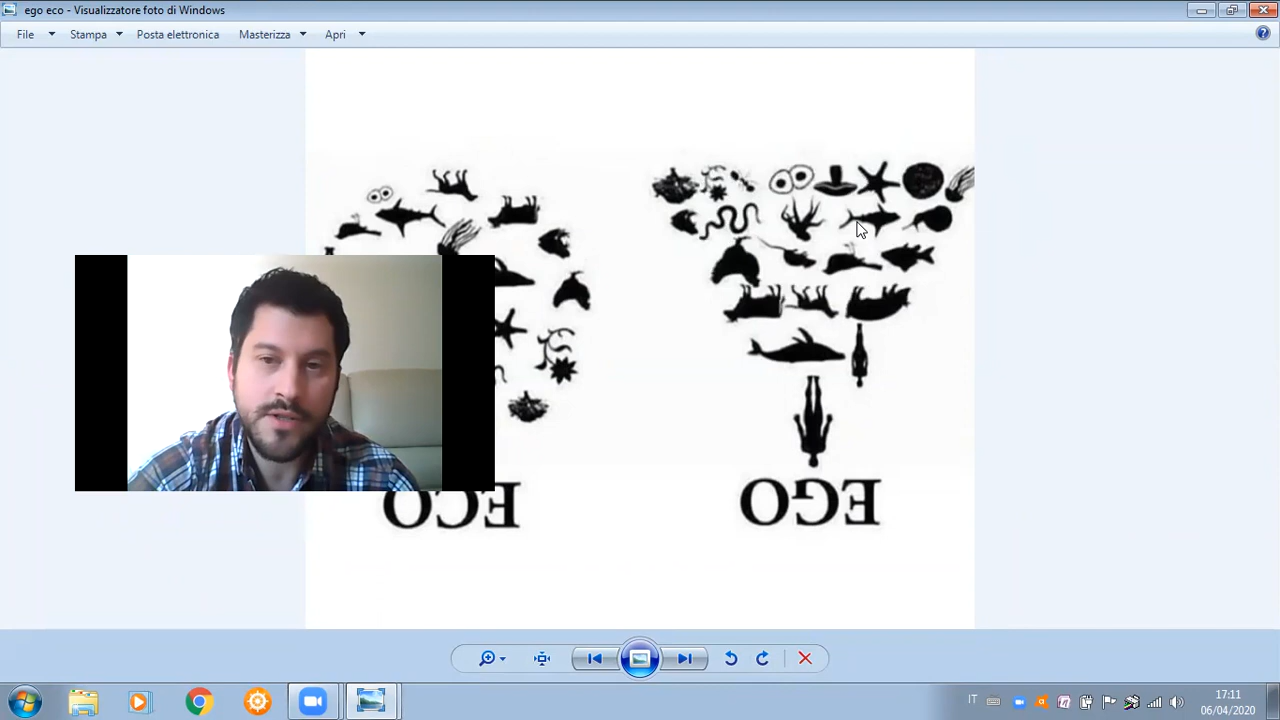 ego eco - Visualizzatore foto di Windows
File Stampa Posta elettronica Masterizza Apri
ECO EGO
IT 17:11
06/04/2020